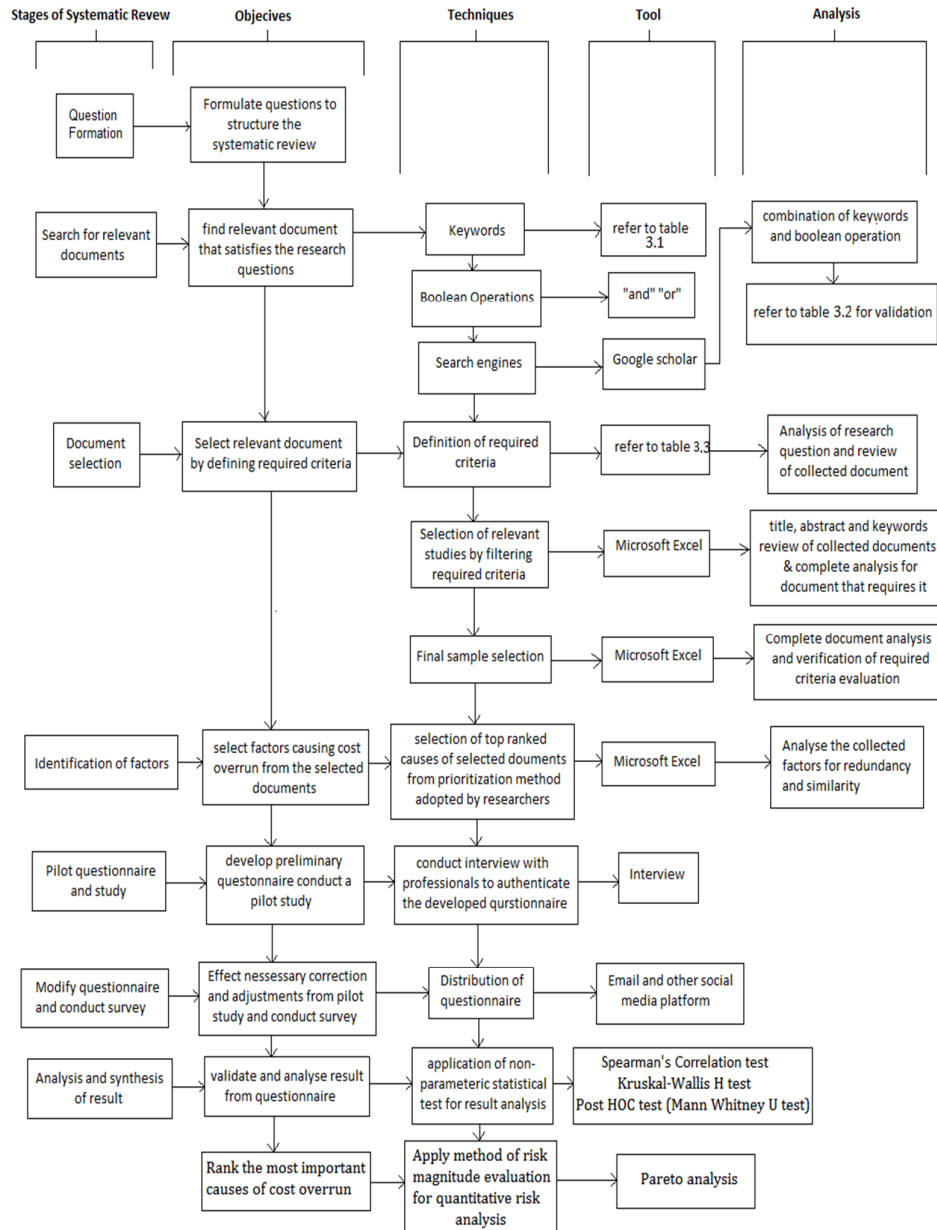 Stages of Systematic Revew
Objecives
Techniques
Tool
Analysis
Question
Formation
Formulate questions to
structure the
systematic review
Search for relevant
documents
find relevant document
that satisfies the research
questions
Keywords
refer to table
3.1
combination of keywords
and boolean operation
Boolean Operations
"and" "or"
refer to table 3.2 for validation
Search engines
Google scholar
Document
selection
Select relevant document
by defining required criteria
Definition of required
criteria
refer to table 3.3
Analysis of research
question and review
of collected document
Selection of relevant
studies by filtering
required criteria
Microsoft Excel
title, abstract and keywords
review of collected documents
& complete analysis for
document that requires it
Final sample selection
Microsoft Excel
Complete document analysis
and verification of required
criteria evaluation
Identification of factors
select factors causing cost
overrun from the selected
documents
selection of top ranked
causes of selected douments
from prioritization method
adopted by researchers
Microsoft Excel
Analyse the collected
factors for redundancy
and similarity
Pilot questionnaire
and study
develop preliminary
questonnaire conduct a
pilot study
conduct interview with
professionals to authenticate
the developed qurstionnaire
Interview
Modify questionnaire
and conduct survey
Effect nessessary correction
and adjustments from pilot
study and conduct survey
Distribution of
questionnaire
Email and other social
media platform
Analysis and synthesis
of result
validate and analyse result
from questionnaire
application of non-
parameteric statistical
test for result analysis
Spearman's Correlation test
Kruskal-Wallis H test
Post HOC test (Mann Whitney U test)
Rank the most important
causes of cost overrun
Apply method of risk
magnitude evaluation
for quantitative risk
analysis
Pareto analysis